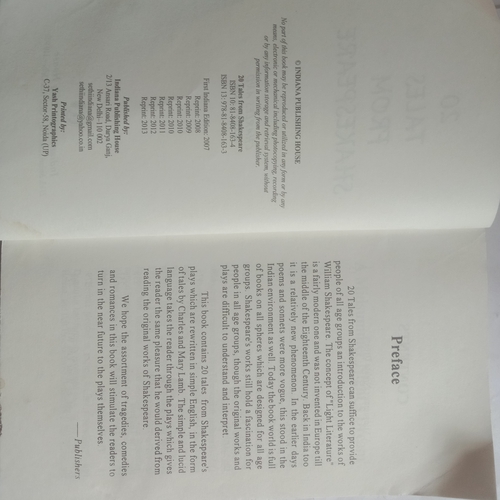 © INDIANA PUBLISHING HOUSE
No part of this book may be reproduced or utilized in any form or by any
means, electronic or mechanical including photocopying, recording
or by any information storage and retrieval system, without
permission in writing from the publisher.
20 Tales from Shakespeare
ISBN 10: 81-8408-163-4
ISBN 13: 978-81-8408-163-3
First Indiana Edition: 2007
Reprint: 2008
Reprint: 2009
Reprint: 2010
Reprint: 2010
Reprint: 2011
Reprint: 2012
Reprint: 2013
Published by:
Indiana Publishing House
2/13 Ansari Road, Darya Ganj,
New Delhi - 110 002
sethindiana@gmail.com
sethindiana@yahoo.co.in
Printed by:
Yash Printographics
C-37, Sector-58, Noida (UP)
Preface
20 Tales from Shakespeare can suffice to provide
people of all age groups an introduction to the works of
William Shakespeare. The concept of "Light Literature"
is a fairly modern one and was not invented in Europe till
the middle of the Eighteenth Century. Back in India too
it is a relatively new phenomenon. In the earlier days
poems and sonnets were more vogue, this stood in the
Indian environment as well. Today the book world is full
of books on all spheres which are designed for all age
groups. Shakespeare's works still hold a fascination for
people in all age groups, though the original works and
plays are difficult to understand and interpret.
This book contains 20 tales from Shakespeare's
plays which are rewritten in simple English, in the form
of tales by Charles and Mary Lamb. The simple and lucid
language takes the reader through the plays which gives
the reader the same pleasure that he would derived from
reading the original works of Shakespeare.
We hope the assortment of tragedies, comedies
and romances in this book will stimulate the readers to
turn in the near future to the plays themselves.
— Publishers